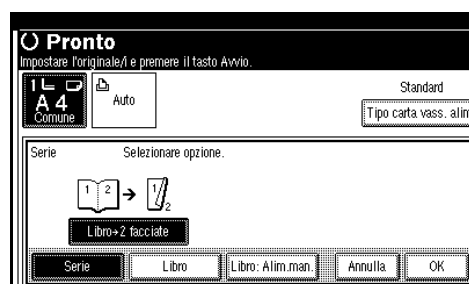 Pronto
Impostare l'originale/i e premere il tasto Avvio.
1
A 4
Comune
Auto
Standard
Tipo carta vass. alim
Serie Selezionare opzione.
1 2 → 1/2
Libro→2 facciate
Serie Libro Libro: Alim.man. Annulla OK